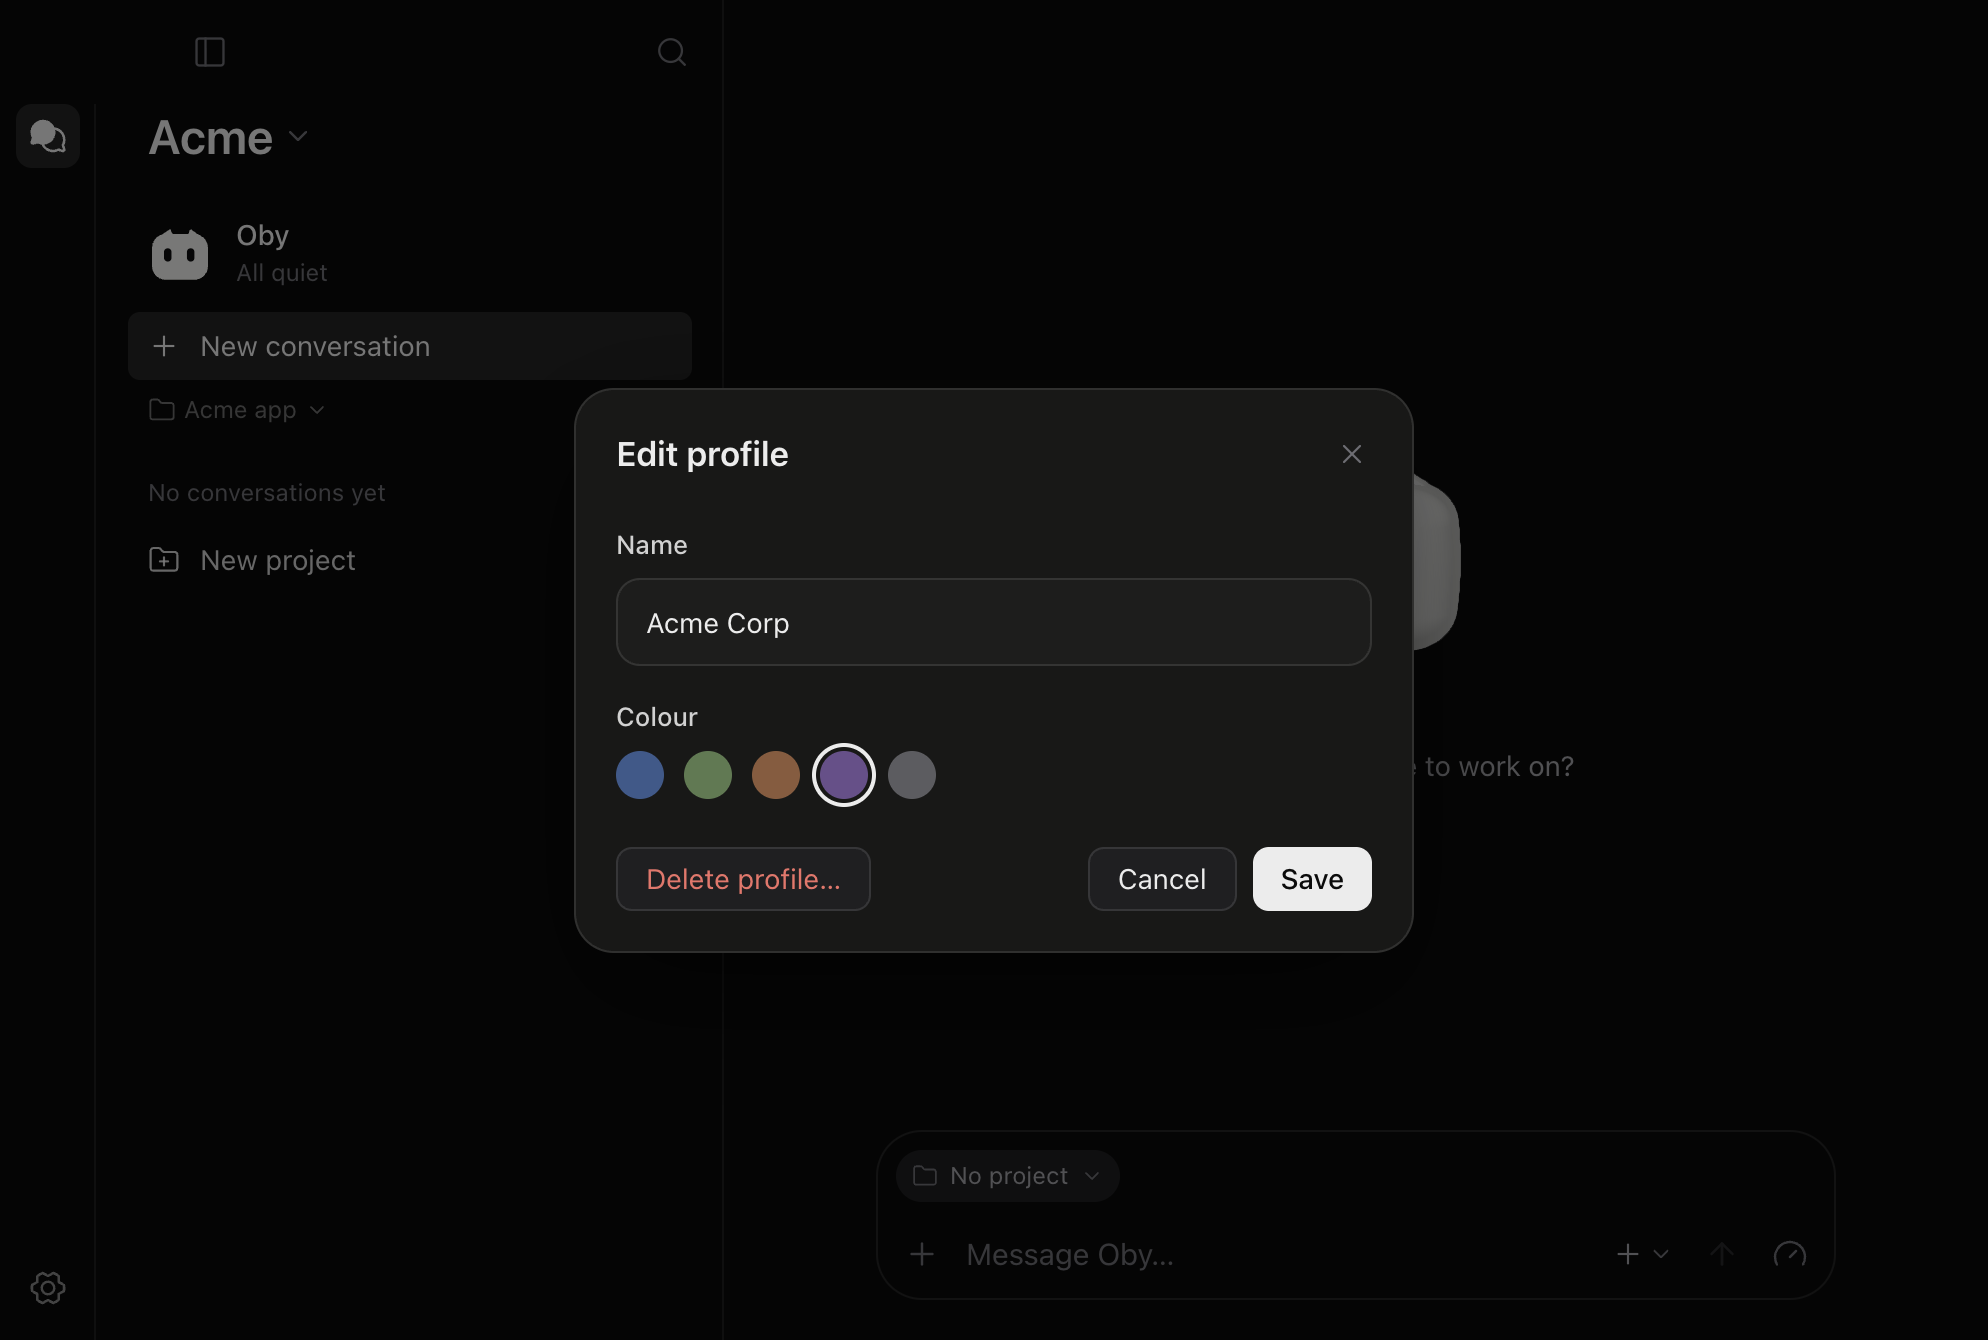 Acme
Oby
All quiet
New conversation
Acme app
No conversations yet
New project
Edit profile
Name
Acme Corp
Colour
Delete profile...
Cancel
Save
to work on?
No project
Message Oby...